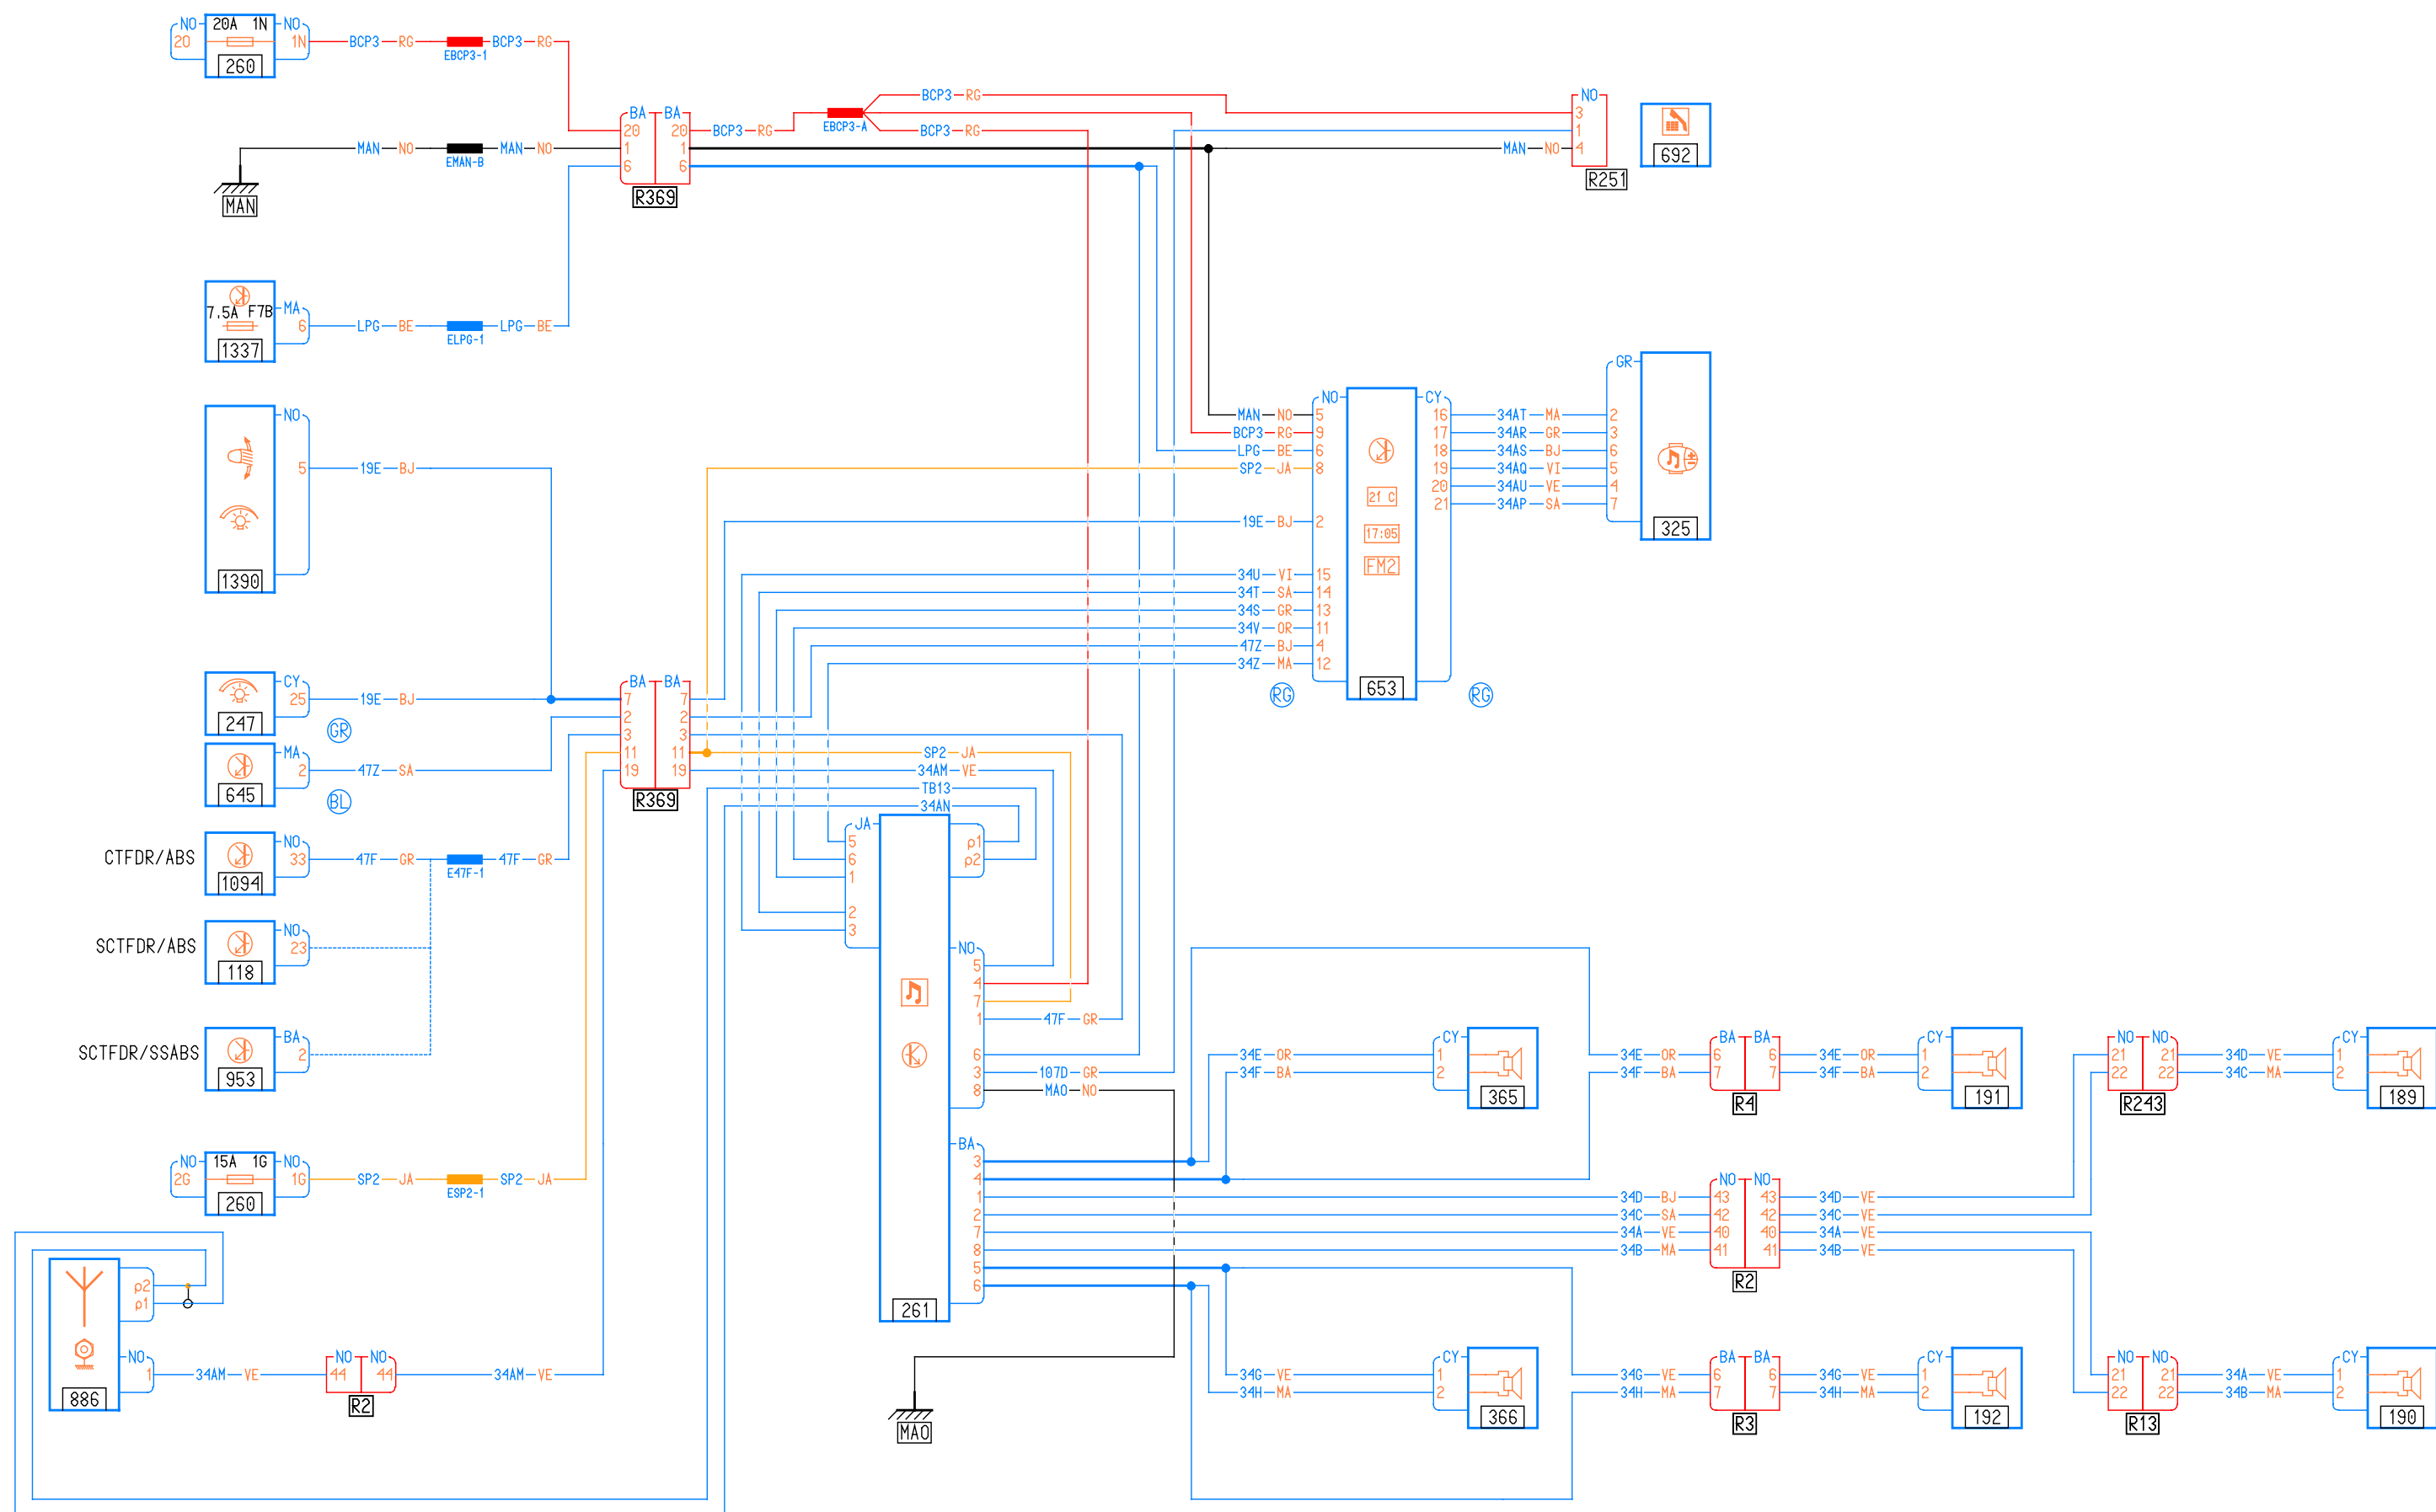 NO 20A 1N NO
20 1N BCP3 RG BCP3 RG
EBCP3-1
260
BCP3 RG NO
BA BA 3
20 20 BCP3 RG EBCP3-A BCP3 RG 1
MAN NO MAN NO 1 1 MAN NO 4
EMAN-B 6 6 692
R251
MAN R369
7.5A F7B MA
6 LPG BE LPG BE
ELPG-1
1337
GR
NO CY
NO MAN NO 5 16 34AT MA 2
BCP3 RG 9 17 34AR GR 3
LPG BE 6 18 34AS BJ 6
5 19E BJ SP2 JA 8 19 34AQ VI 5
20 34AU VE 4
21 C 21 34AP SA 7
19E BJ 2 325
17:05
FM2
1390 34U VI 15
34T SA 14
34S GR 13
34V OR 11
47Z BJ 4
34Z MA 12
CY BA BA 653
25 19E BJ 7 7 RG RG
247 GR 2 2
3 3
MA 11 11 SP2 JA
2 47Z SA 19 19 34AM VE
645 BL R369 TB13
34AN
JA
NO 5 p1
CTFDR/ABS 33 47F GR 47F GR 6 p2
1094 E47F-1 1
2
NO 3
SCTFDR/ABS 23 NO
118 5
4
7
1 47F GR
BA CY BA BA CY NO NO CY
SCTFDR/SSABS 2 6 34E OR 1 34E OR 6 6 34E OR 1 21 21 34D VE 1
953 3 107D GR 34F BA 2 34F BA 7 7 34F BA 2 22 22 34C MA 2
8 MAO NO 365 R4 191 R243 189
BA
NO 15A 1G NO 3
2G 1G SP2 JA SP2 JA 4 NO NO
ESP2-1 1 34D BJ 43 43 34D VE
260 2 34C SA 42 42 34C VE
7 34A VE 40 40 34A VE
8 34B MA 41 41 34B VE
p2 5 R2
p1 6
261
NO NO NO CY BA BA CY NO NO CY
1 34AM VE 44 44 34AM VE 34G VE 1 34G VE 6 6 34G VE 1 21 21 34A VE 1
886 R2 34H MA 2 34H MA 7 7 34H MA 2 22 22 34B MA 2
MAO 366 R3 192 R13 190